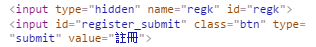 <input type="hidden" name="regk" id="regk">
<input id="register_submit" class="btn" type=
"submit" value="註冊">